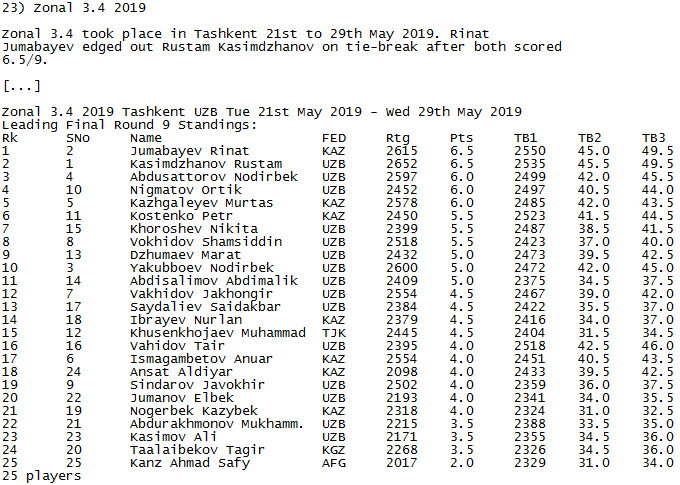 23) Zonal 3.4 2019
Zonal 3.4 took place in Tashkent 21st to 29th May 2019. Rinat
Jumabayev edged out Rustam Kasimdzhanov on tie-break after both scored
6.5/9.
[...]
Zonal 3.4 2019 Tashkent UZB Tue 21st May 2019 - Wed 29th May 2019
Leading Final Round 9 Standings:
Rk SNo Name FED Rtg Pts TB1 TB2 TB3
1 2 Jumabayev Rinat KAZ 2615 6.5 2550 45.0 49.5
2 1 Kasimdzhanov Rustam UZB 2652 6.5 2535 45.5 49.5
3 4 Abdusattorov Nodirbek UZB 2597 6.0 2499 42.0 45.5
4 10 Nigmatov Ortik UZB 2452 6.0 2497 40.5 44.0
5 5 Kazhgaleyev Murtas KAZ 2578 6.0 2485 42.0 43.5
6 11 Kostenko Petr KAZ 2450 5.5 2523 41.5 44.5
7 15 Khoroshev Nikita UZB 2399 5.5 2487 38.5 41.5
8 8 Vokhidov Shamsiddin UZB 2518 5.5 2423 37.0 40.0
9 13 Dzhumaev Marat UZB 2432 5.0 2473 39.5 42.5
10 3 Yakubboev Nodirbek UZB 2600 5.0 2472 42.0 45.0
11 14 Abdisalimov Abdimalik UZB 2409 5.0 2375 34.5 37.5
12 7 Vakhidov Jakhongir UZB 2554 4.5 2467 39.0 42.0
13 17 Saydaliev Saidakbar UZB 2384 4.5 2422 35.5 37.0
14 18 Ibrayev Nurlan KAZ 2379 4.5 2416 34.0 37.0
15 12 Khusenkhojaev Muhammad TJK 2445 4.5 2404 31.5 34.5
16 16 Vahidov Tair UZB 2395 4.0 2518 42.5 46.0
17 6 Ismagambetov Anuar KAZ 2554 4.0 2451 40.5 43.5
18 24 Ansat Aldiyar KAZ 2098 4.0 2433 39.5 42.5
19 9 Sindarov Javokhir UZB 2502 4.0 2359 36.0 37.5
20 22 Jumanov Elbek UZB 2193 4.0 2341 34.0 35.5
21 19 Nogerbek Kazybek KAZ 2318 4.0 2324 31.0 32.5
22 21 Abdurakhmonov Mukhamm. UZB 2215 3.5 2388 33.5 35.0
23 23 Kasimov Ali UZB 2171 3.5 2355 34.5 36.0
24 20 Taalaibekov Tagir KGZ 2268 3.5 2326 34.5 36.0
25 25 Kanz Ahmad Safy AFG 2017 2.0 2329 31.0 34.0
25 players